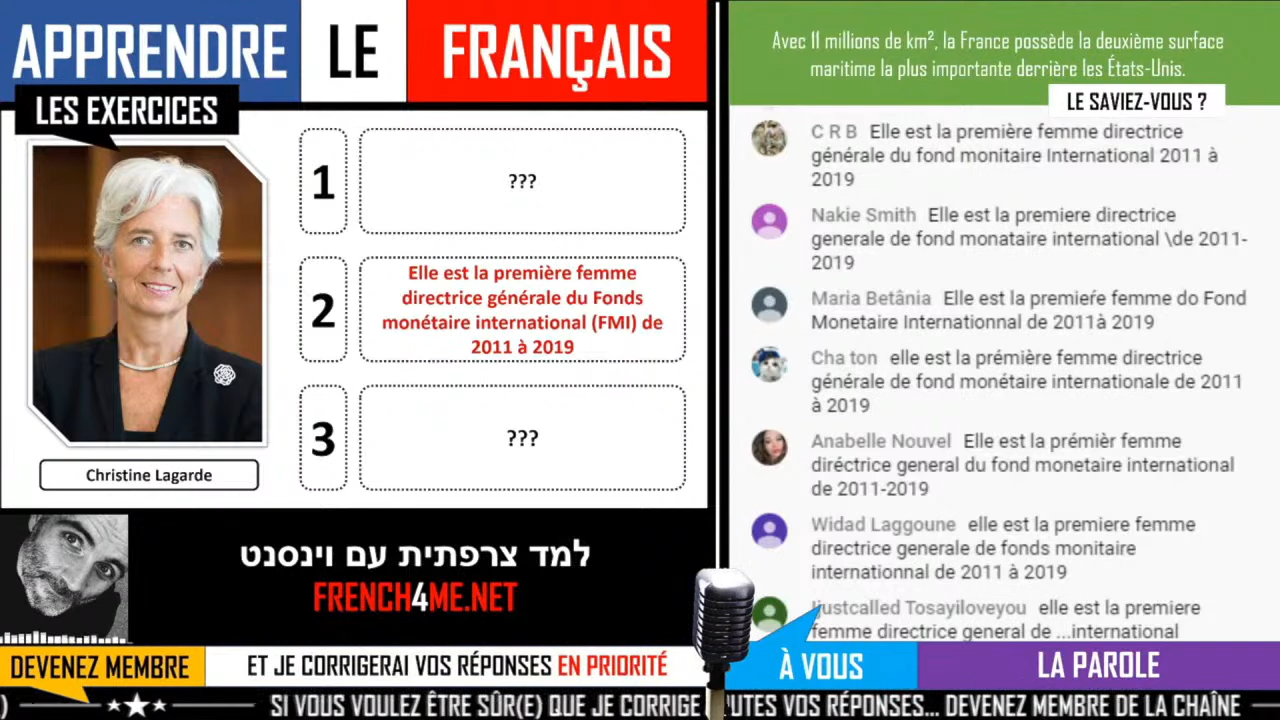 APPRENDRE LE FRANÇAIS
LES EXERCICES
1
???
2
Elle est la première femme
directrice générale du Fonds
monétaire international (FMI) de
2011 à 2019
3
???
Christine Lagarde
למד צרפתית עם וינסנט
FRENCH4ME.NET
DEVENEZ MEMBRE
ET JE CORRIGERAI VOS RÉPONSES EN PRIORITÉ
Avec 11 millions de km², la France possède la deuxième surface
maritime la plus importante derrière les États-Unis.
LE SAVIEZ-VOUS ?
C R B Elle est la première femme directrice
générale du fond monitaire International 2011 à
2019
Nakie Smith Elle est la premiere directrice
generale de fond monataire international \de 2011-
2019
Maria Betânia Elle est la premieŕe femme do Fond
Monetaire Internationnal de 2011à 2019
Cha ton elle est la prémière femme directrice
générale de fond monétaire internationale de 2011
à 2019
Anabelle Nouvel Elle est la prémièr femme
diréctrice general du fond monetaire international
de 2011-2019
Widad Laggoune elle est la premiere femme
directrice generale de fonds monitaire
internationnal de 2011 à 2019
Ijustcalled Tosayiloveyou elle est la premiere
femme directrice general de ...international
À VOUS
LA PAROLE
) SI VOUS VOULEZ ÊTRE SÛR(E) QUE JE CORRIGE UTES VOS RÉPONSES... DEVENEZ MEMBRE DE LA CHAÎNE